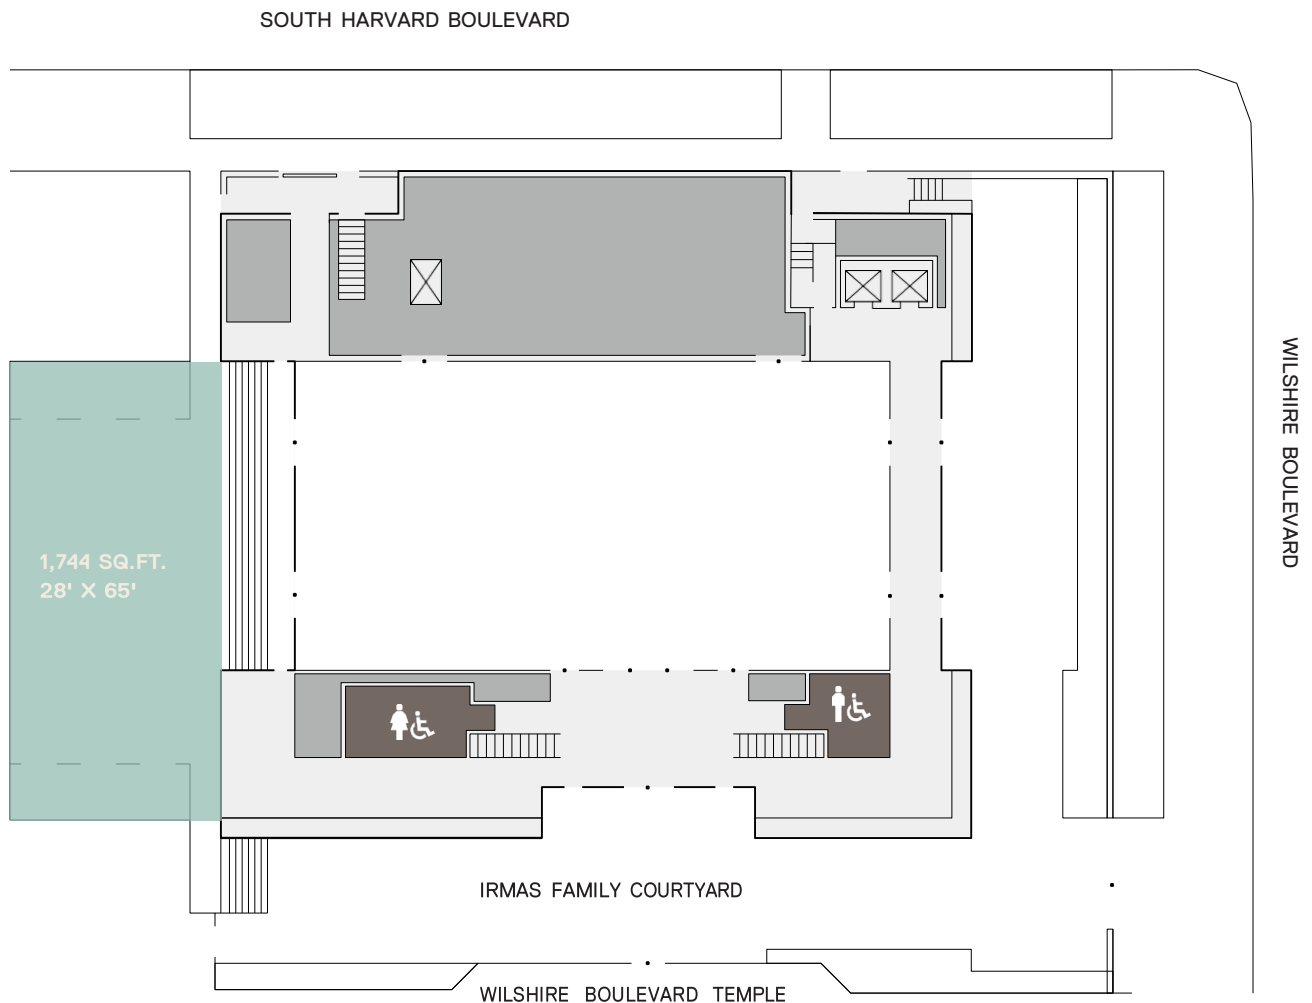 SOUTH HARVARD BOULEVARD
WILSHIRE BOULEVARD
1,744 SQ.FT.
28' X 65'
IRMAS FAMILY COURTYARD
WILSHIRE BOULEVARD TEMPLE